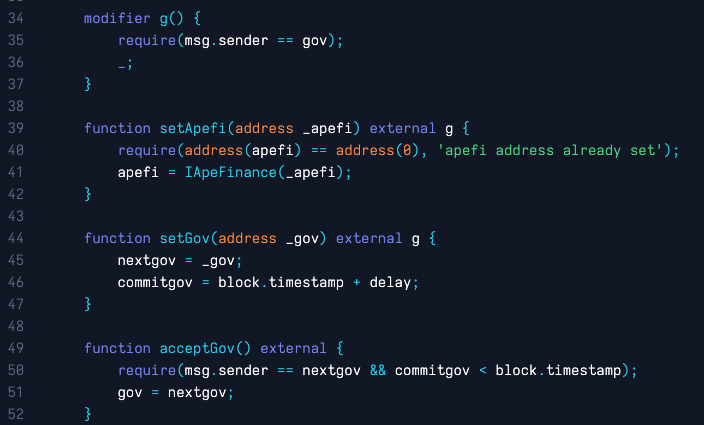 34 modifier g() {
35 require(msg.sender == gov);
36 _;
37 }
38
39 function setApefi(address _apefi) external g {
40 require(address(apefi) == address(0), 'apefi address already set');
41 apefi = IApeFinance(_apefi);
42 }
43
44 function setGov(address _gov) external g {
45 nextgov = _gov;
46 commitgov = block.timestamp + delay;
47 }
48
49 function acceptGov() external {
50 require(msg.sender == nextgov && commitgov < block.timestamp);
51 gov = nextgov;
52 }